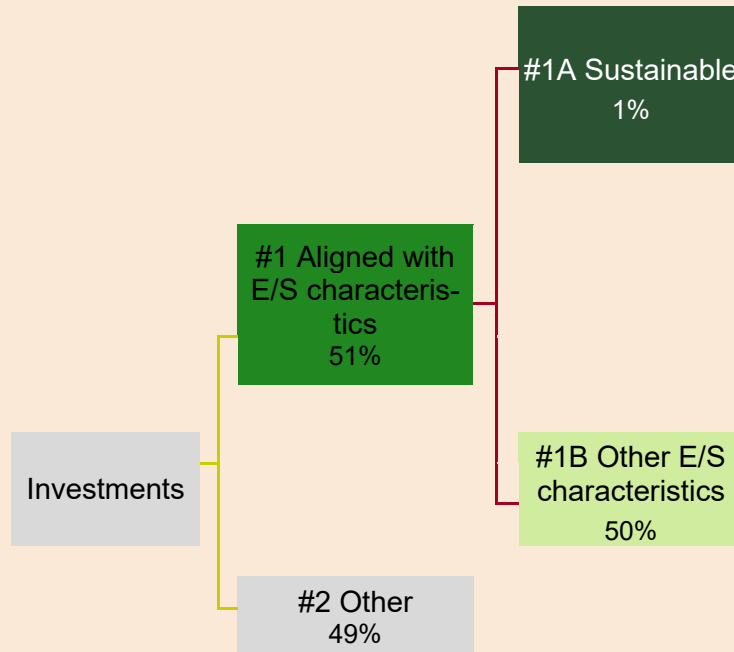 #1A Sustainable
1%
#1 Aligned with
E/S characteris-
tics
51%
Investments
#1B Other E/S
characteristics
50%
#2 Other
49%